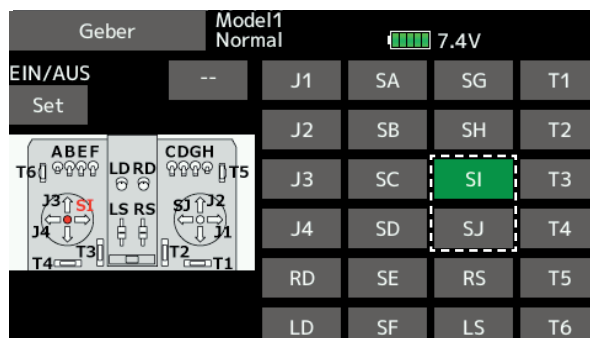 Geber
Model1
Normal
7.4V
EIN/AUS
--
Set
J1 SA SG T1
J2 SB SH T2
J3 SC SI T3
J4 SD SJ T4
RD SE RS T5
LD SF LS T6
ABEF CDGH
T6 LD RD T5
J3 SI LS RS SJ J2
J4 J1
T3 T2
T4 T1